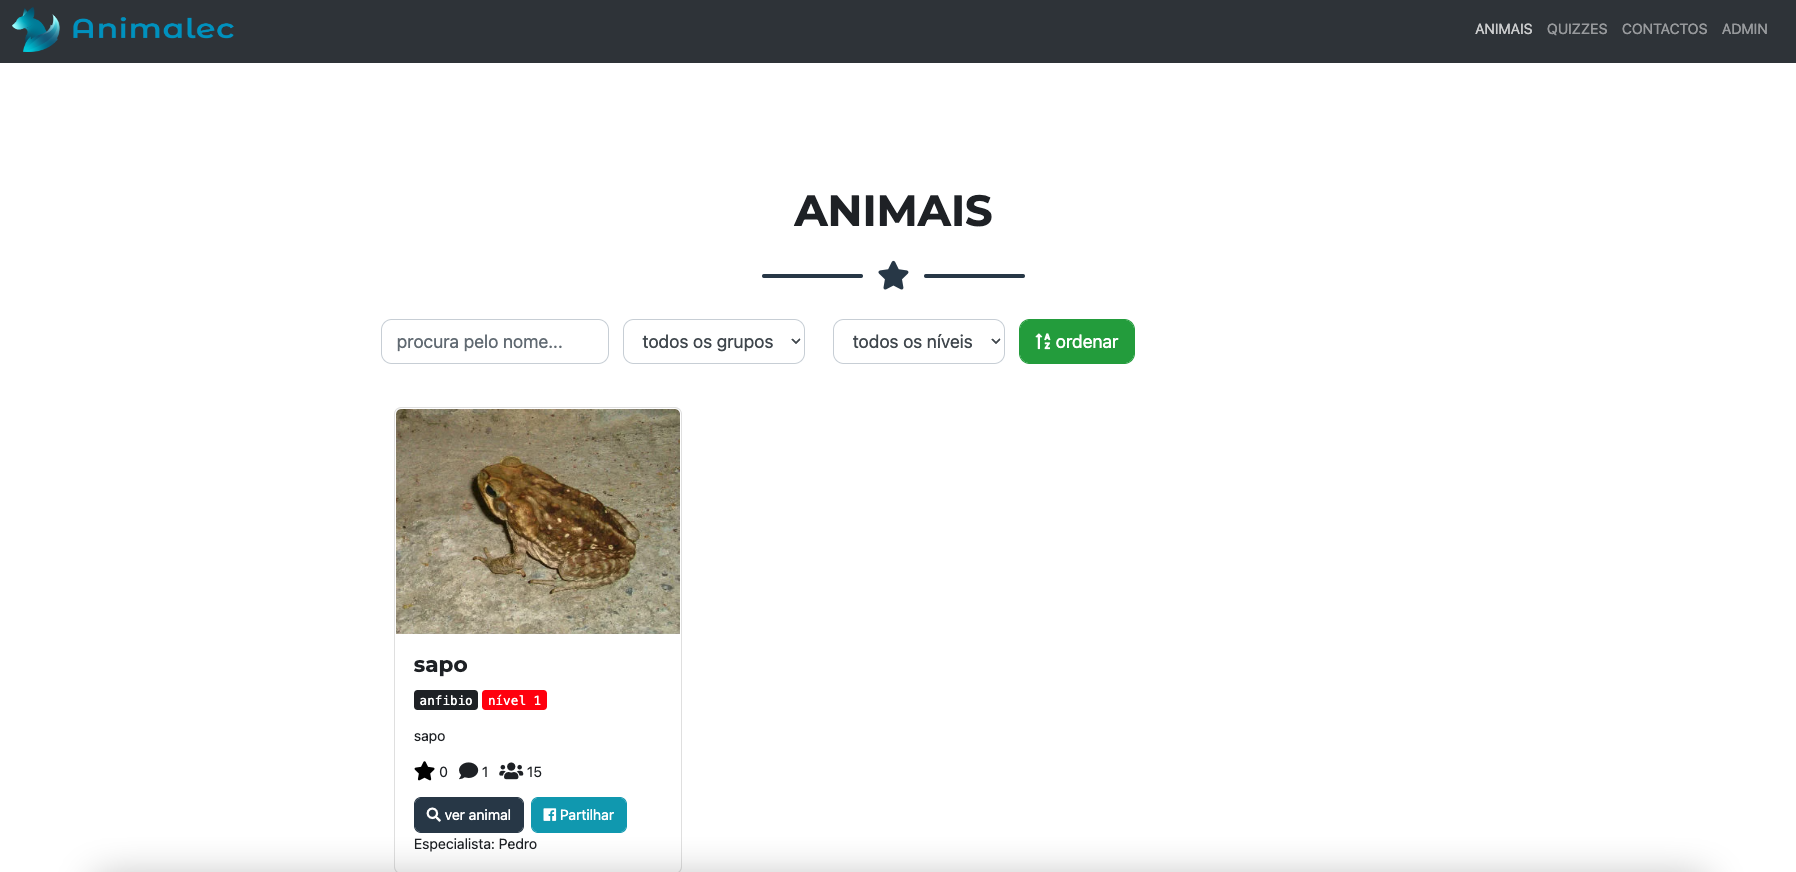 Animalec
ANIMAIS QUIZZES CONTACTOS ADMIN
ANIMAIS
procura pelo nome... todos os grupos todos os níveis ordenar
sapo
anfibio nível 1
sapo
0 1 15
ver animal Partilhar
Especialista: Pedro